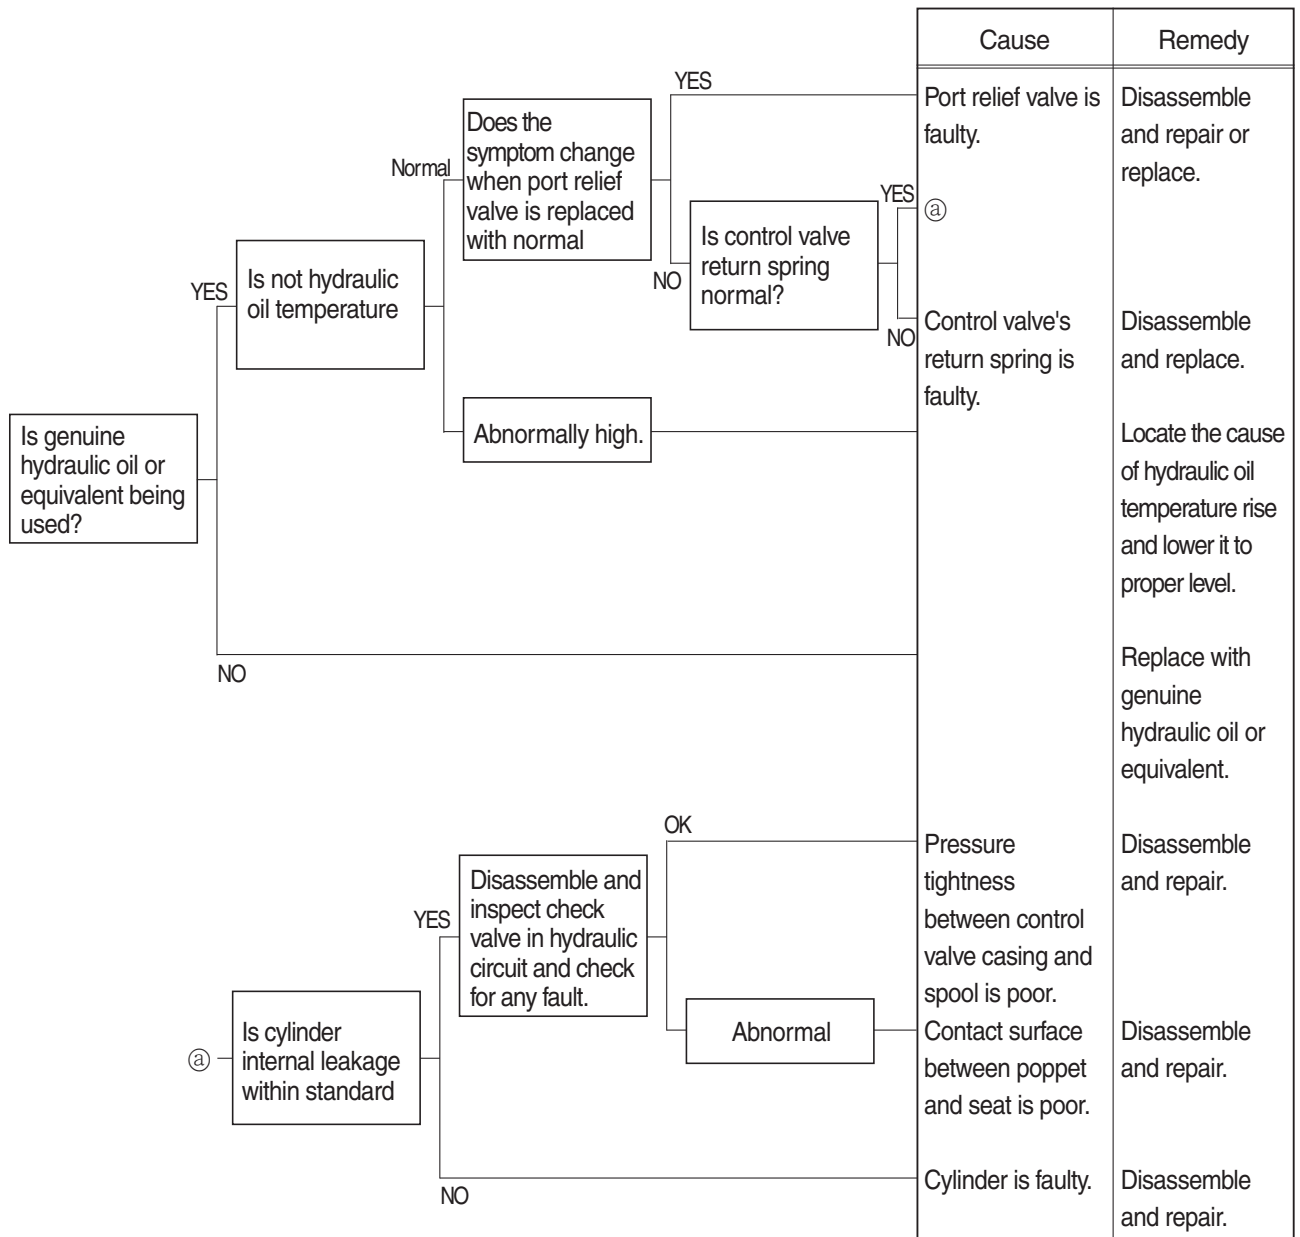 Cause
Remedy
YES
Port relief valve is
faulty.
Disassemble
and repair or
replace.
Does the
symptom change
when port relief
valve is replaced
with normal
Normal
YES
ⓐ
Is control valve
return spring
normal?
NO
NO
Control valve's
return spring is
faulty.
Disassemble
and replace.
YES
Is not hydraulic
oil temperature
Abnormally high.
Locate the cause
of hydraulic oil
temperature rise
and lower it to
proper level.
Is genuine
hydraulic oil or
equivalent being
used?
NO
Replace with
genuine
hydraulic oil or
equivalent.
OK
Pressure
tightness
between control
valve casing and
spool is poor.
Disassemble
and repair.
YES
Disassemble and
inspect check
valve in hydraulic
circuit and check
for any fault.
Abnormal
Contact surface
between poppet
and seat is poor.
Disassemble
and repair.
ⓐ
Is cylinder
internal leakage
within standard
NO
Cylinder is faulty.
Disassemble
and repair.